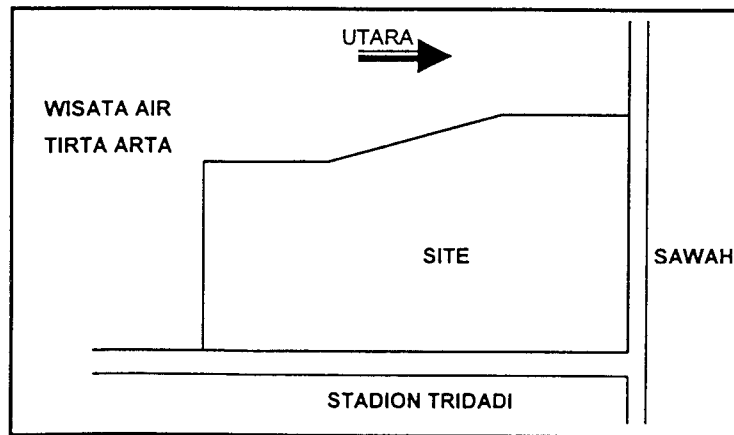 UTARA
WISATA AIR
TIRTA ARTA
SITE
SAWAH
STADION TRIDADI